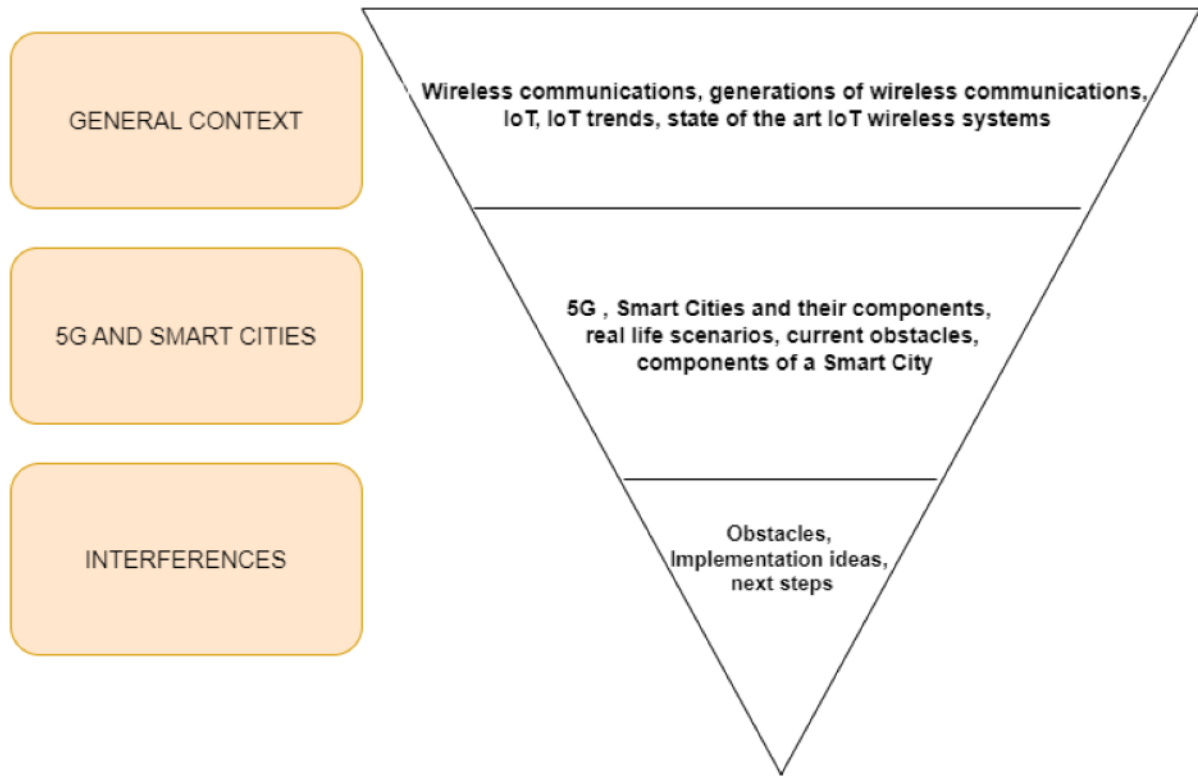 GENERAL CONTEXT
Wireless communications, generations of wireless communications,
IoT, IoT trends, state of the art IoT wireless systems
5G AND SMART CITIES
5G , Smart Cities and their components,
real life scenarios, current obstacles,
components of a Smart City
INTERFERENCES
Obstacles,
Implementation ideas,
next steps